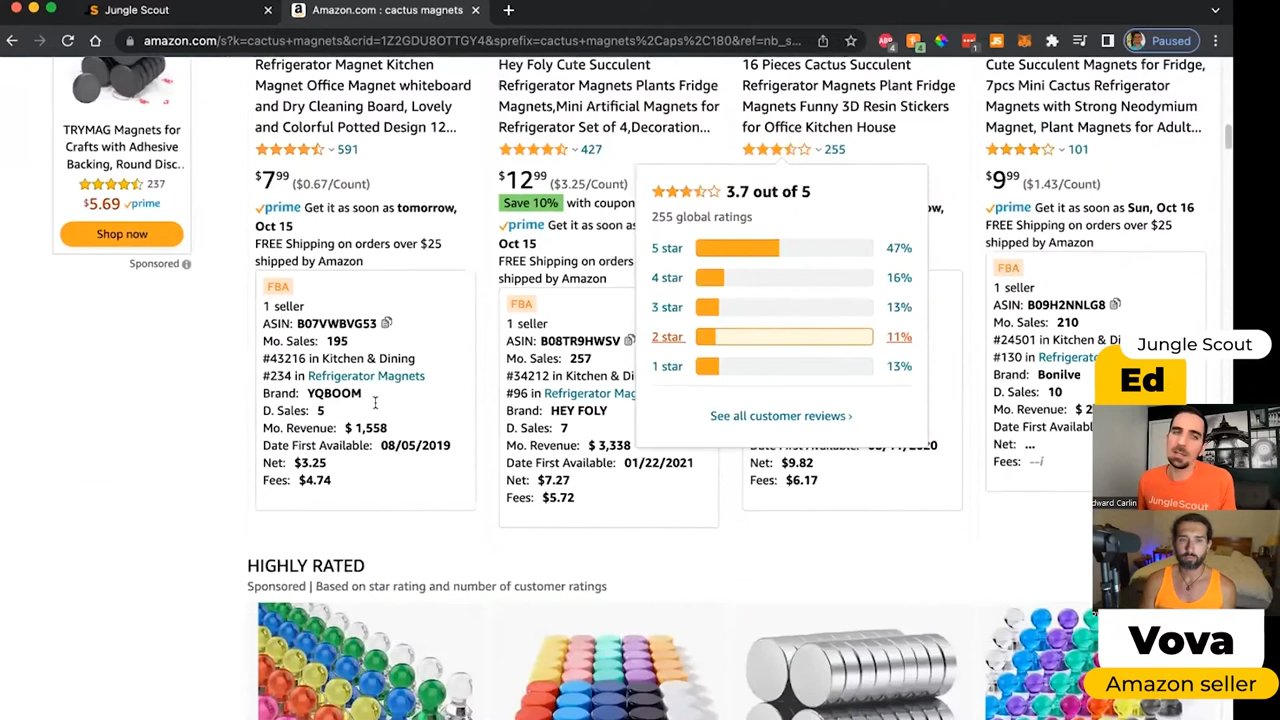 Jungle Scout
Amazon.com : cactus magnets
amazon.com/s?k=cactus+magnets&crid=1Z2GDU8OTTGY4&sprefix=cactus+magnets%2Caps%2C180&ref=nb_s...
4
4
1
JS
Paused
TRYMAG Magnets for
Crafts with Adhesive
Backing, Round Disc..
237
$5.69 prime
Shop now
Sponsored
Refrigerator Magnet Kitchen
Magnet Office Magnet whiteboard
and Dry Cleaning Board, Lovely
and Colorful Potted Design 12...
591
$7.99 ($0.67/Count)
prime Get it as soon as tomorrow,
Oct 15
FREE Shipping on orders over $25
shipped by Amazon
FBA
1 seller
ASIN: B07VWBVG53
Mo. Sales: 195
#43216 in Kitchen & Dining
#234 in Refrigerator Magnets
Brand: YQBOOM
D. Sales: 5
Mo. Revenue: $ 1,558
Date First Available: 08/05/2019
Net: $3.25
Fees: $4.74
Hey Foly Cute Succulent
Refrigerator Magnets Plants Fridge
Magnets,Mini Artificial Magnets for
Refrigerator Set of 4,Decoration...
427
$12.99 ($3.25/Count)
Save 10% with coupon
prime Get it as soon as
Oct 15
FREE Shipping on orders
shipped by Amazon
FBA
1 seller
ASIN: B08TR9HWSV
Mo. Sales: 257
#34212 in Kitchen & D
#96 in Refrigerator Mag
Brand: HEY FOLY
D. Sales: 7
Mo. Revenue: $ 3,338
Date First Available: 01/22/2021
Net: $7.27
Fees: $5.72
16 Pieces Cactus Succulent
Refrigerator Magnets Plant Fridge
Magnets Funny 3D Resin Stickers
for Office Kitchen House
255
3.7 out of 5
255 global ratings
5 star 47%
4 star 16%
3 star 13%
2 star 11%
1 star 13%
See all customer reviews ›
Net: $9.82
Fees: $6.17
Cute Succulent Magnets for Fridge,
7pcs Mini Cactus Refrigerator
Magnets with Strong Neodymium
Magnet, Plant Magnets for Adult...
101
$9.99 ($1.43/Count)
prime Get it as soon as Sun, Oct 16
FREE Shipping on orders over $25
shipped by Amazon
FBA
1 seller
ASIN: B09H2NNLG8
Mo. Sales: 210
#24501 in Kitchen & Di
#130 in Refrigerato
Brand: Bonilve
D. Sales: 10
Mo. Revenue: $ 2
Date First Availab
Net: ...
Fees: --
HIGHLY RATED
Sponsored | Based on star rating and number of customer ratings
Jungle Scout
Ed
JungleScout
Edward Carlin
Vova
Amazon seller